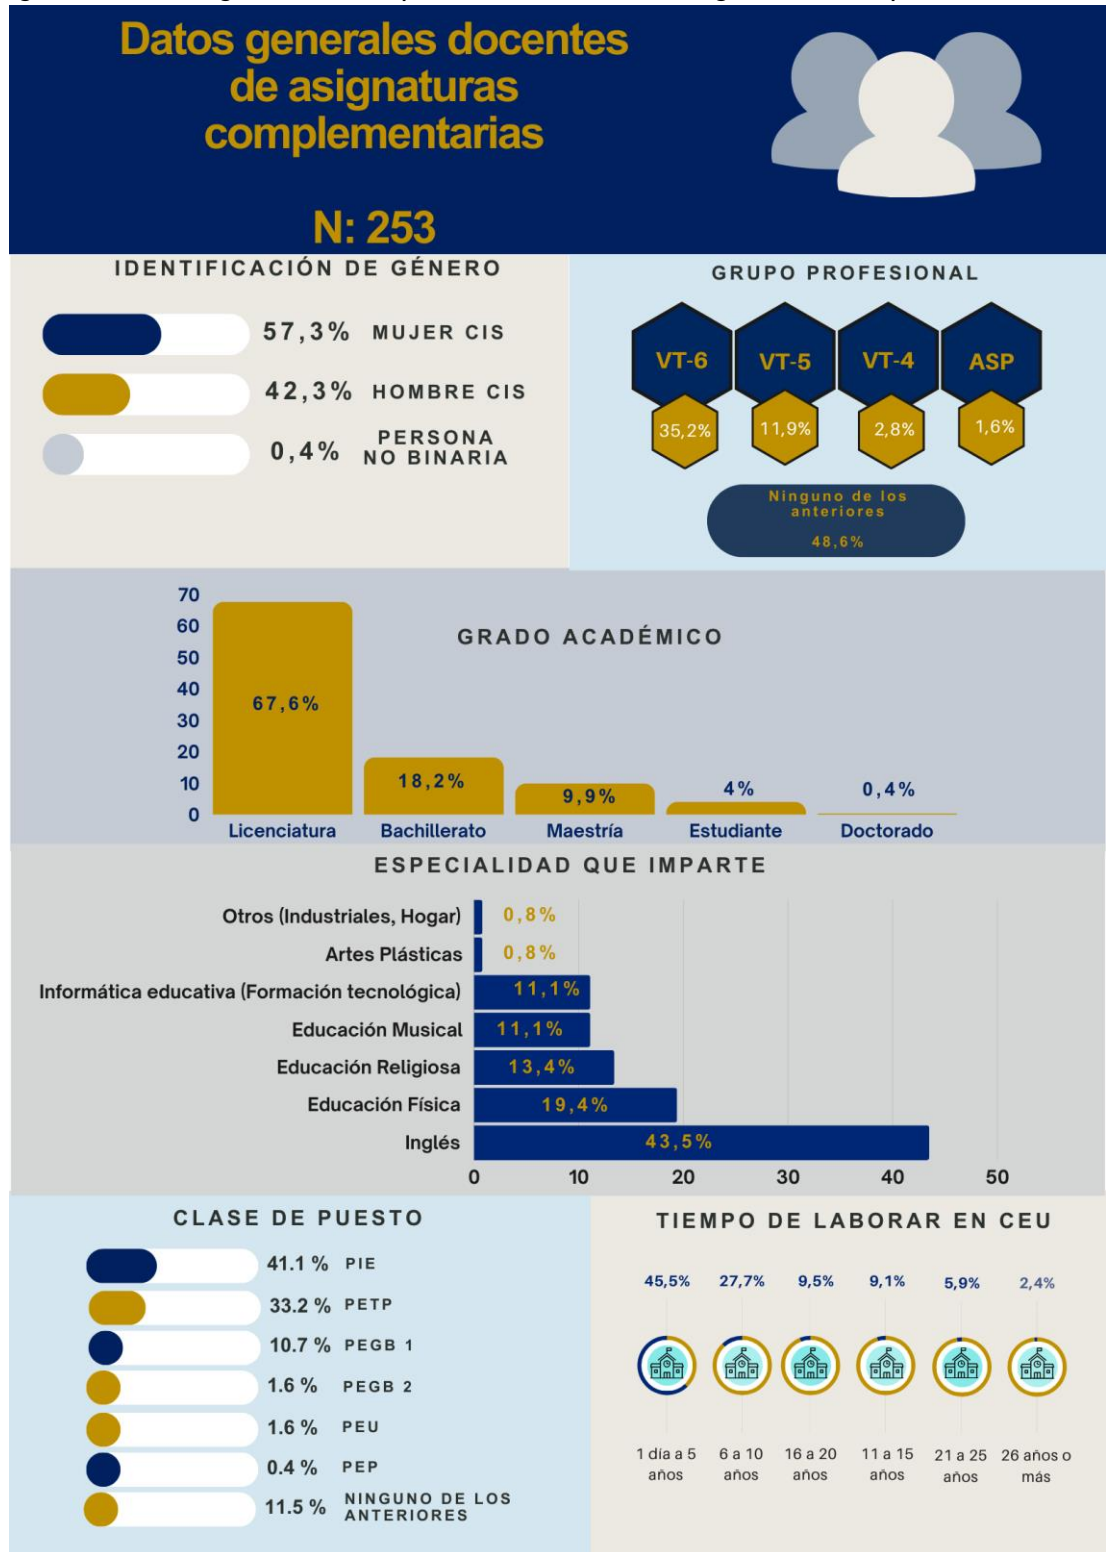 Datos generales docentes
de asignaturas
complementarias
N: 253
IDENTIFICACIÓN DE GÉNERO
57,3% MUJER CIS
42,3% HOMBRE CIS
0,4% PERSONA
NO BINARIA
GRUPO PROFESIONAL
VT-6 VT-5 VT-4 ASP
35,2% 11,9% 2,8% 1,6%
Ninguno de los
anteriores
48,6%
GRADO ACADÉMICO
70
60
50
40
30
20
10
0
67,6% 18,2% 9,9% 4% 0,4%
Licenciatura Bachillerato Maestría Estudiante Doctorado
ESPECIALIDAD QUE IMPARTE
Otros (Industriales, Hogar) 0,8%
Artes Plásticas 0,8%
Informática educativa (Formación tecnológica) 11,1%
Educación Musical 11,1%
Educación Religiosa 13,4%
Educación Física 19,4%
Inglés 43,5%
0 10 20 30 40 50
CLASE DE PUESTO
41.1 % PIE
33.2 % PETP
10.7 % PEGB 1
1.6 % PEGB 2
1.6 % PEU
0.4 % PEP
11.5 % NINGUNO DE LOS
ANTERIORES
TIEMPO DE LABORAR EN CEU
45,5% 27,7% 9,5% 9,1% 5,9% 2,4%
1 día a 5 6 a 10 16 a 20 11 a 15 21 a 25 26 años o
años años años años años más